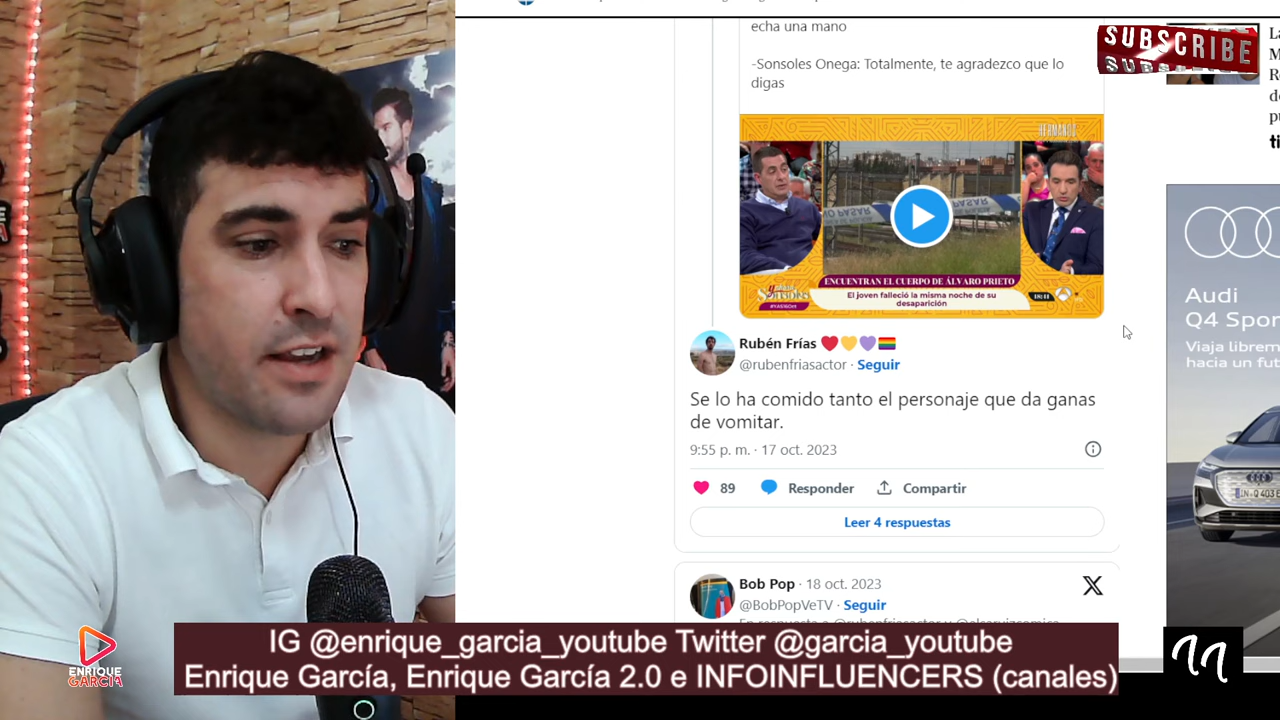 echa una mano
SUBSCRIBE
-Sonsoles Onega: Totalmente, te agradezco que lo
digas
HERMANOS
NO PASAR
ENCUENTRAN EL CUERPO DE ÁLVARO PRIETO
El joven falleció la misma noche de su
desaparición
Sonsoles
Rubén Frías
@rubenfriasactor · Seguir
Se lo ha comido tanto el personaje que da ganas
de vomitar.
9:55 p. m. · 17 oct. 2023
89 Responder Compartir
Leer 4 respuestas
Bob Pop · 18 oct. 2023
@BobPopVeTV · Seguir
Audi
Q4 Spor
Viaja librem
hacia un fut
IG @enrique_garcia_youtube Twitter @garcia_youtube
Enrique García, Enrique García 2.0 e INFOINFLUENCERS (canales)
ENRIQUE
GARCÍA